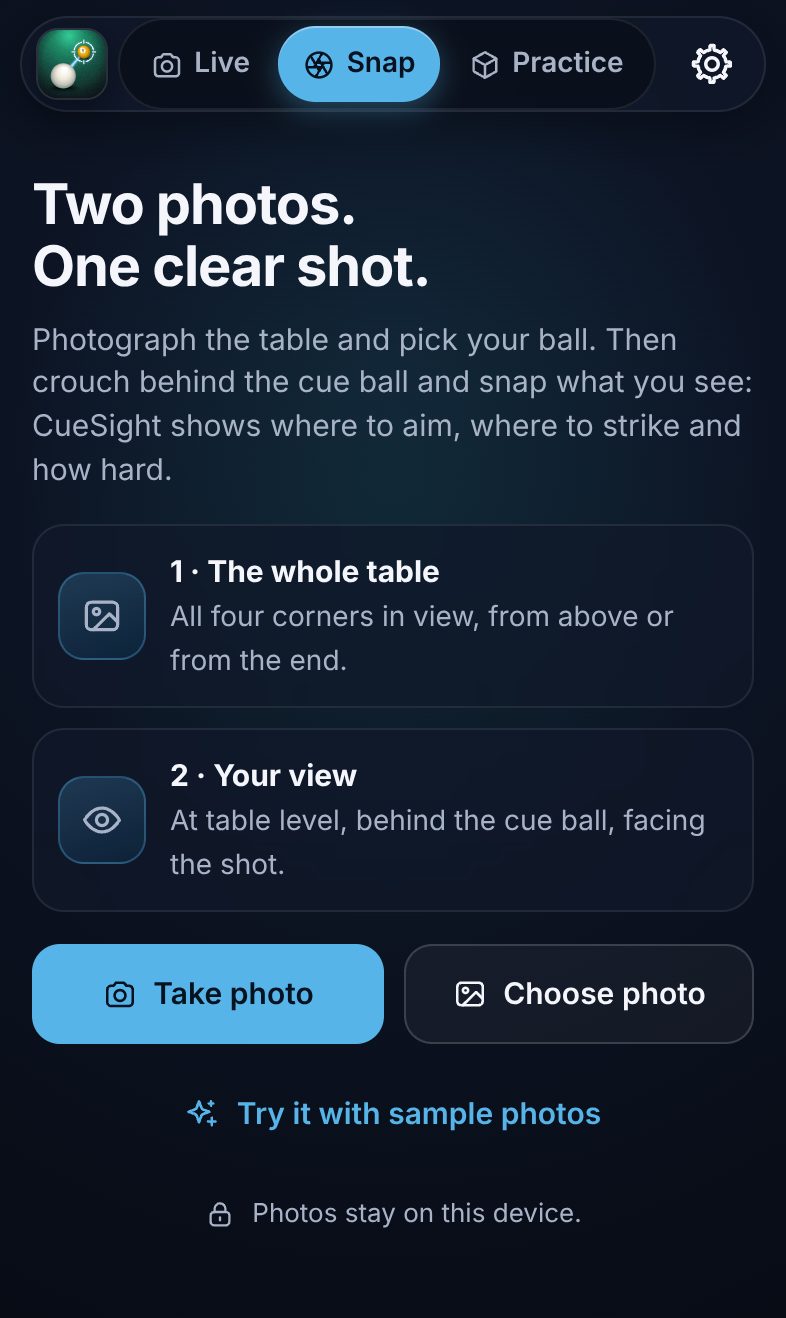 Live
Snap
Practice
Two photos.
One clear shot.
Photograph the table and pick your ball. Then
crouch behind the cue ball and snap what you see:
CueSight shows where to aim, where to strike and
how hard.
1 · The whole table
All four corners in view, from above or
from the end.
2 · Your view
At table level, behind the cue ball, facing
the shot.
Take photo
Choose photo
Try it with sample photos
Photos stay on this device.